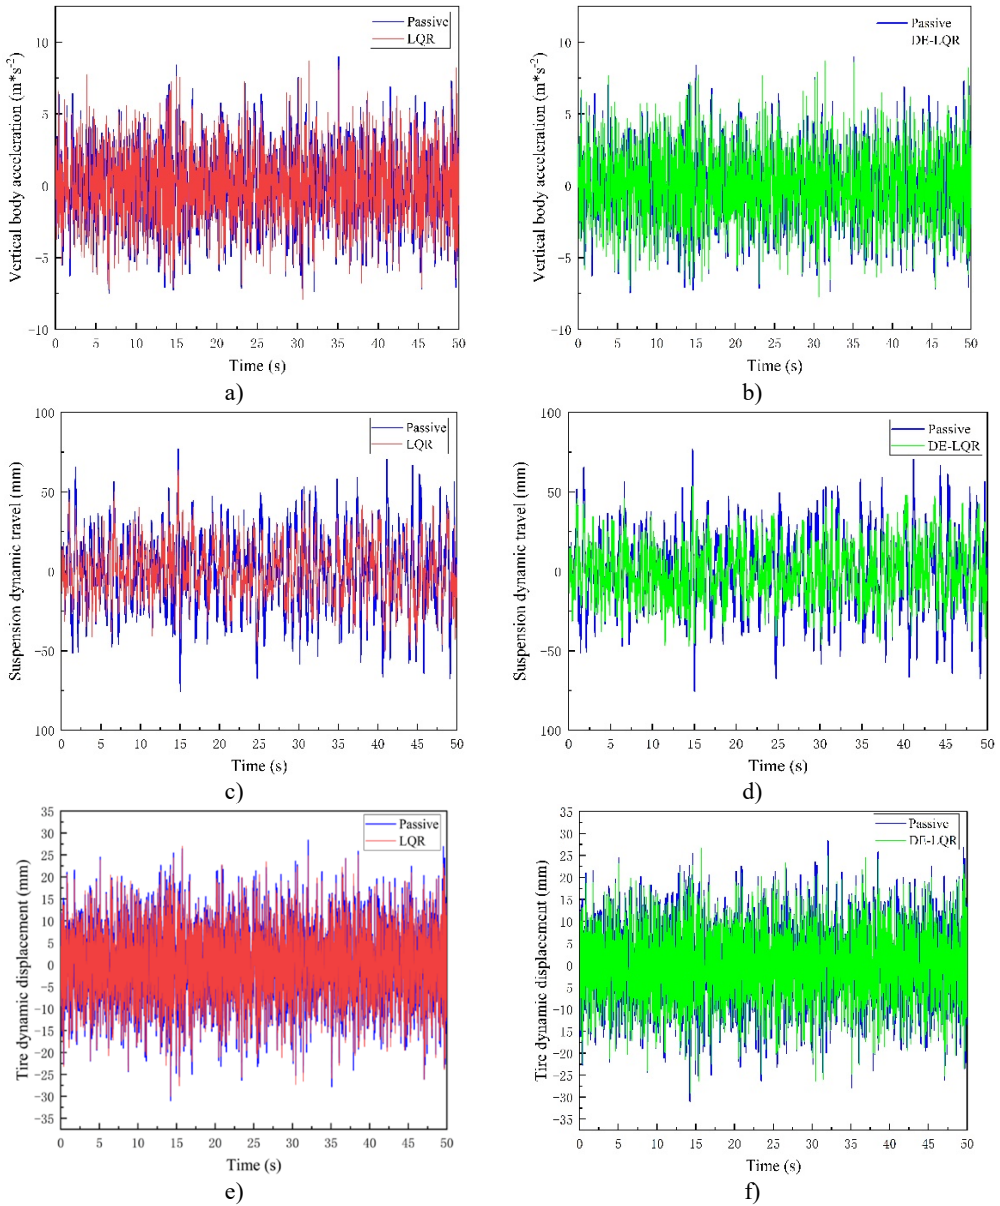 Passive
LQR
10
5
0
−5
−10
Vertical body acceleration (m*s⁻²)
0 5 10 15 20 25 30 35 40 45 50
Time (s)
a)
Passive
DE-LQR
10
5
0
−5
−10
Vertical body acceleration (m*s⁻²)
0 5 10 15 20 25 30 35 40 45 50
Time (s)
b)
Passive
LQR
100
50
0
−50
100
Suspension dynamic travel (mm)
0 5 10 15 20 25 30 35 40 45 50
Time (s)
c)
Passive
DE-LQR
100
50
0
−50
100
Suspension dynamic travel (mm)
0 5 10 15 20 25 30 35 40 45 50
Time (s)
d)
Passive
LQR
35
30
25
20
15
10
5
0
−5
−10
−15
−20
−25
−30
−35
Tire dynamic displacement (mm)
0 5 10 15 20 25 30 35 40 45 50
Time (s)
e)
Passive
DE-LQR
35
30
25
20
15
10
5
0
5
−10
−15
−20
−25
−30
−35
Tire dynamic displacement (mm)
0 5 10 15 20 25 30 35 40 45 50
Time (s)
f)